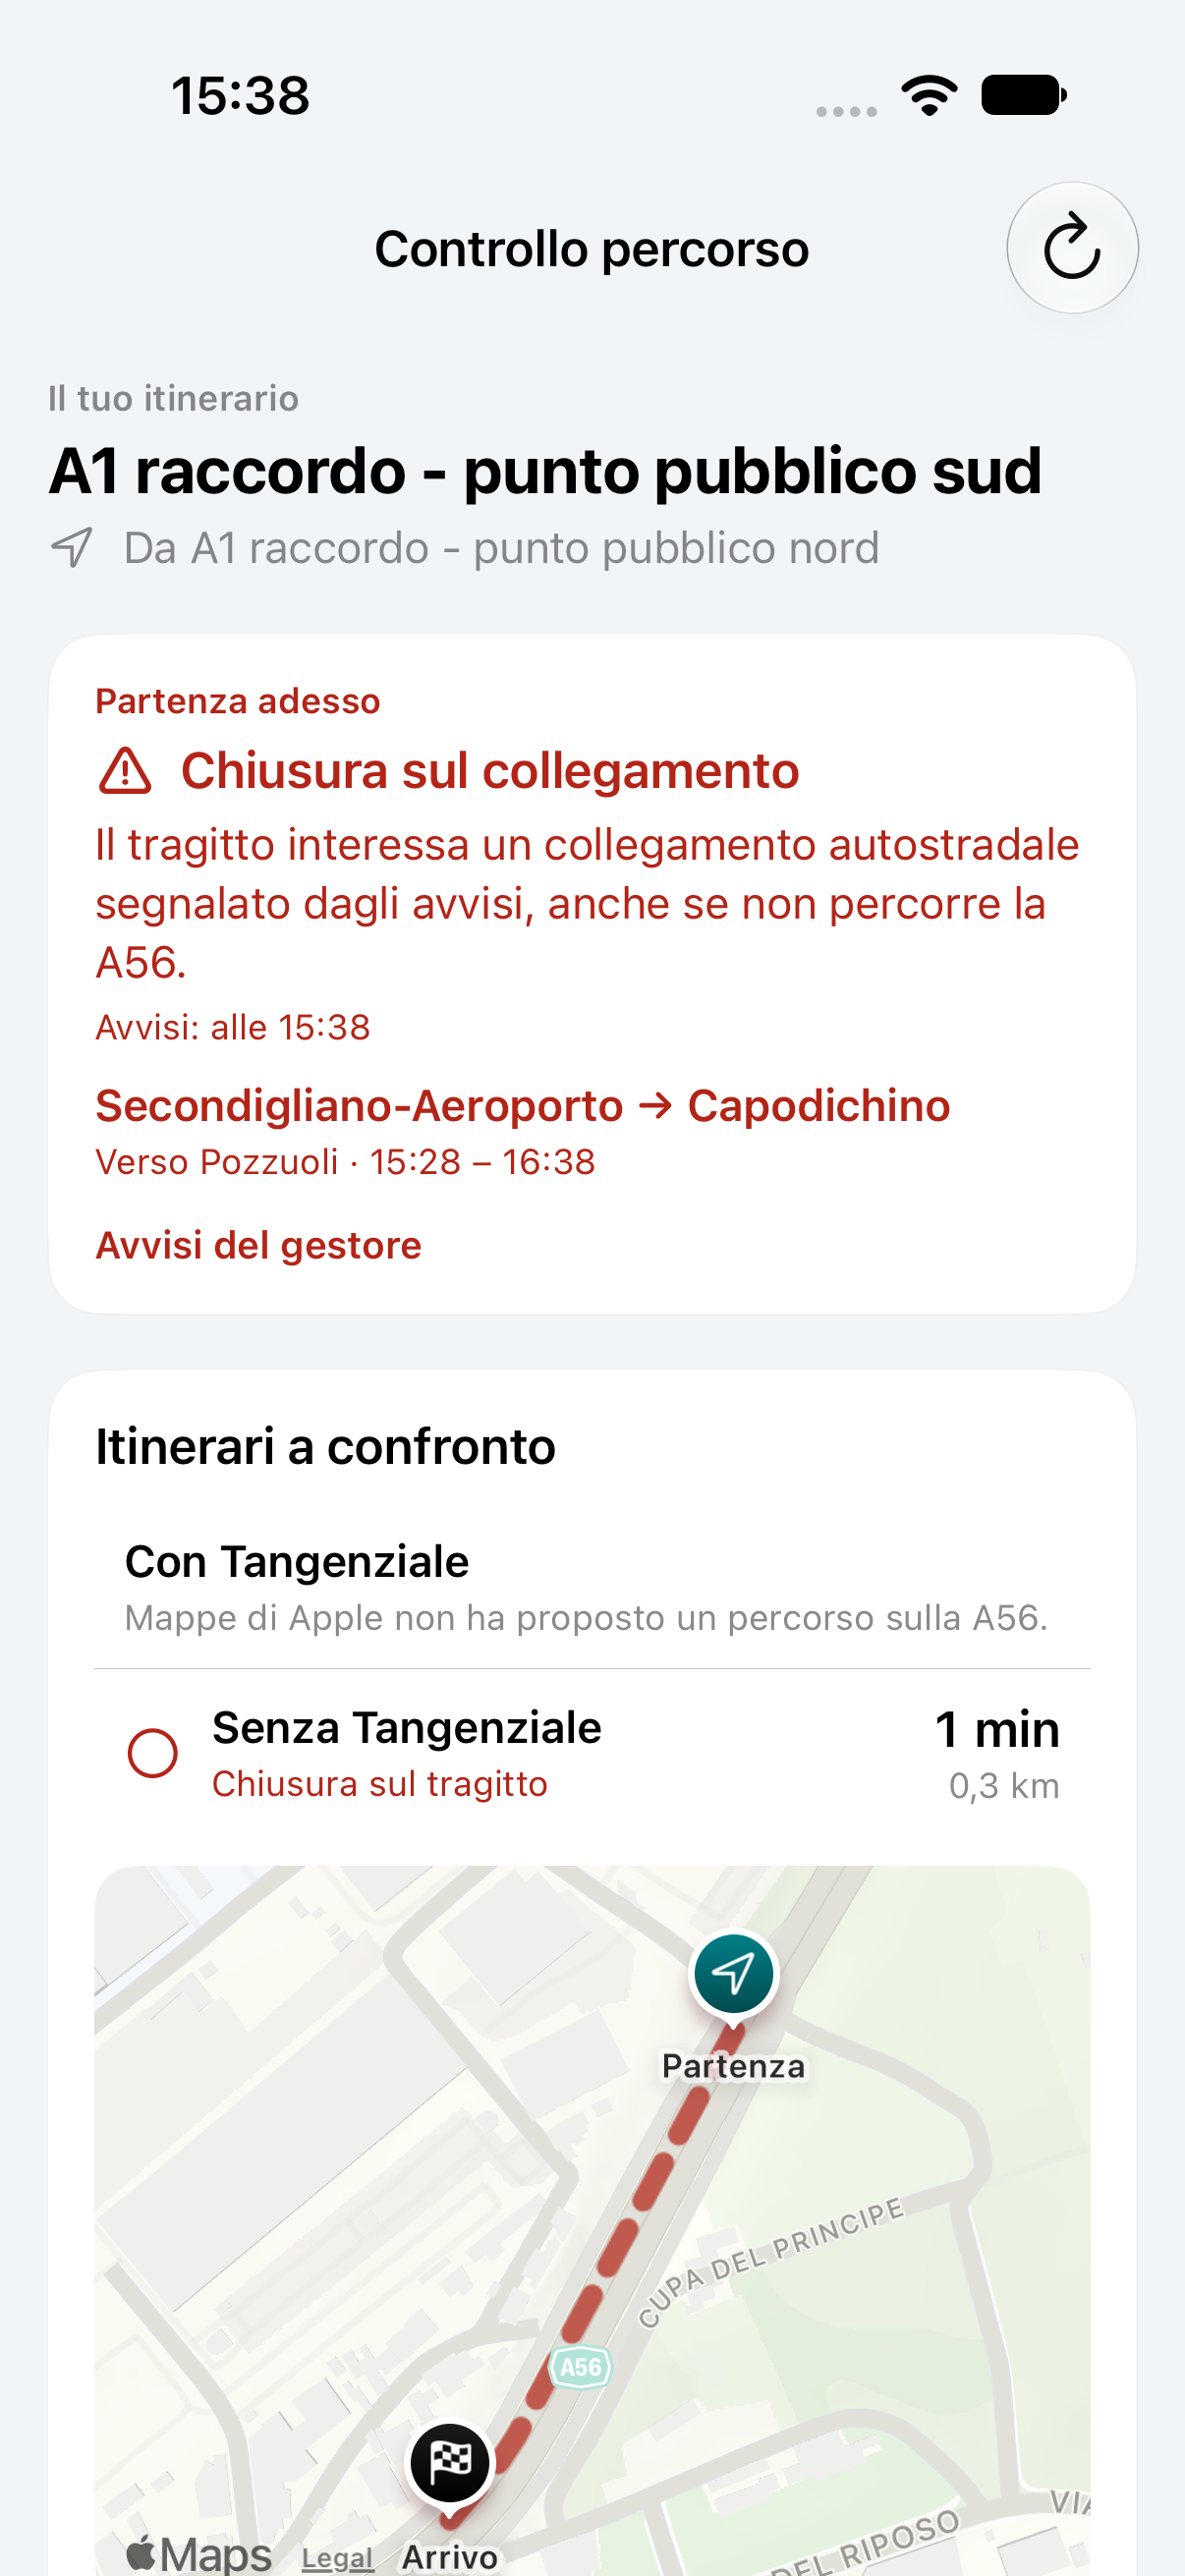 15:38
Controllo percorso
Il tuo itinerario
A1 raccordo - punto pubblico sud
Da A1 raccordo - punto pubblico nord
Partenza adesso
Chiusura sul collegamento
Il tragitto interessa un collegamento autostradale
segnalato dagli avvisi, anche se non percorre la
A56.
Avvisi: alle 15:38
Secondigliano-Aeroporto → Capodichino
Verso Pozzuoli · 15:28 – 16:38
Avvisi del gestore
Itinerari a confronto
Con Tangenziale
Mappe di Apple non ha proposto un percorso sulla A56.
Senza Tangenziale
1 min
Chiusura sul tragitto
0,3 km
Partenza
CUPA DEL PRINCIPE
A56
VIA
DEL RIPOSO
Maps
Legal
Arrivo